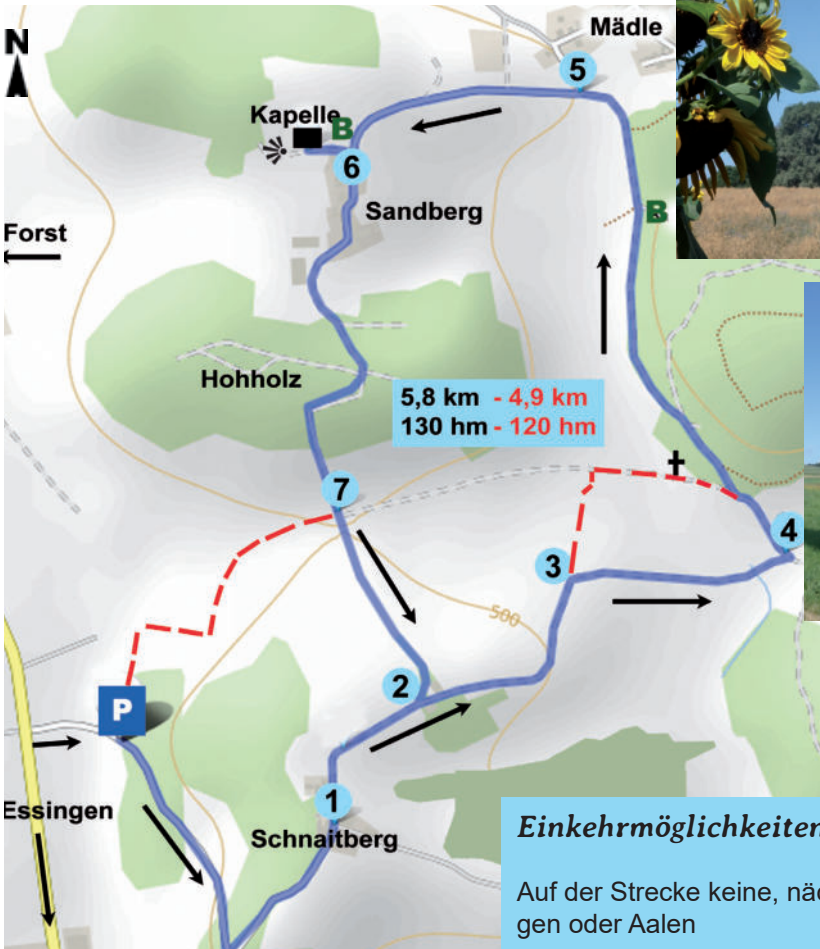 N
Mädle
5
Kapelle
B
6
Sandberg
B
Forst
Hohholz
5,8 km - 4,9 km
130 hm - 120 hm
7
4
3
500
2
P
1
Essingen
Schnaitberg
Einkehrmöglichkeiten
Auf der Strecke keine,
gen oder Aalen